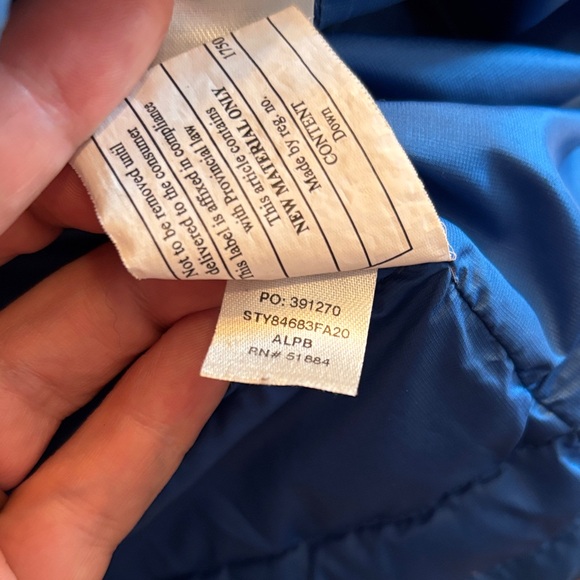 Not to be removed until
delivered to the consumer
This label is affixed in compliance
with Provincial law
This article contains
NEW MATERIAL ONLY
Made by reg. no. 1750
CONTENT
Down
PO: 391270
STY84683FA20
ALPB
RN# 51884